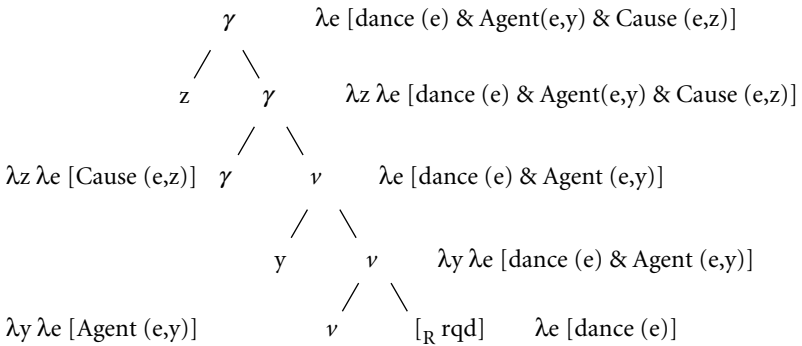 γ λe [dance (e) & Agent(e,y) & Cause (e,z)]
z γ λz λe [dance (e) & Agent(e,y) & Cause (e,z)]
λz λe [Cause (e,z)] γ ν λe [dance (e) & Agent (e,y)]
y ν λy λe [dance (e) & Agent (e,y)]
λy λe [Agent (e,y)] ν [R rqd] λe [dance (e)]